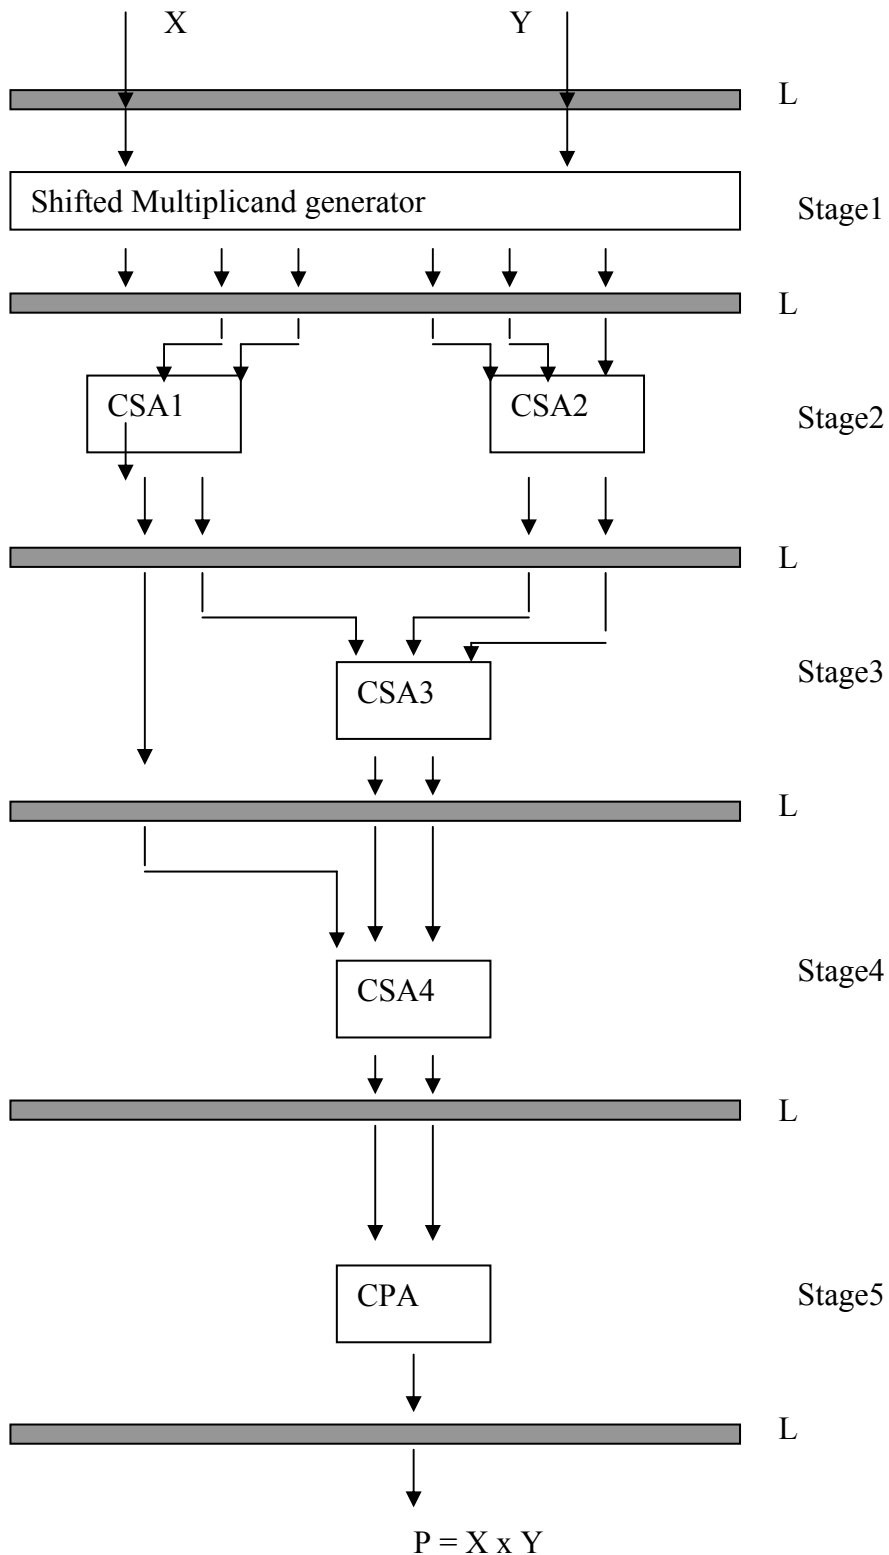 X Y
L
Shifted Multiplicand generator Stage1
L
CSA1 CSA2 Stage2
L
CSA3 Stage3
L
CSA4 Stage4
L
CPA Stage5
L
P = X x Y